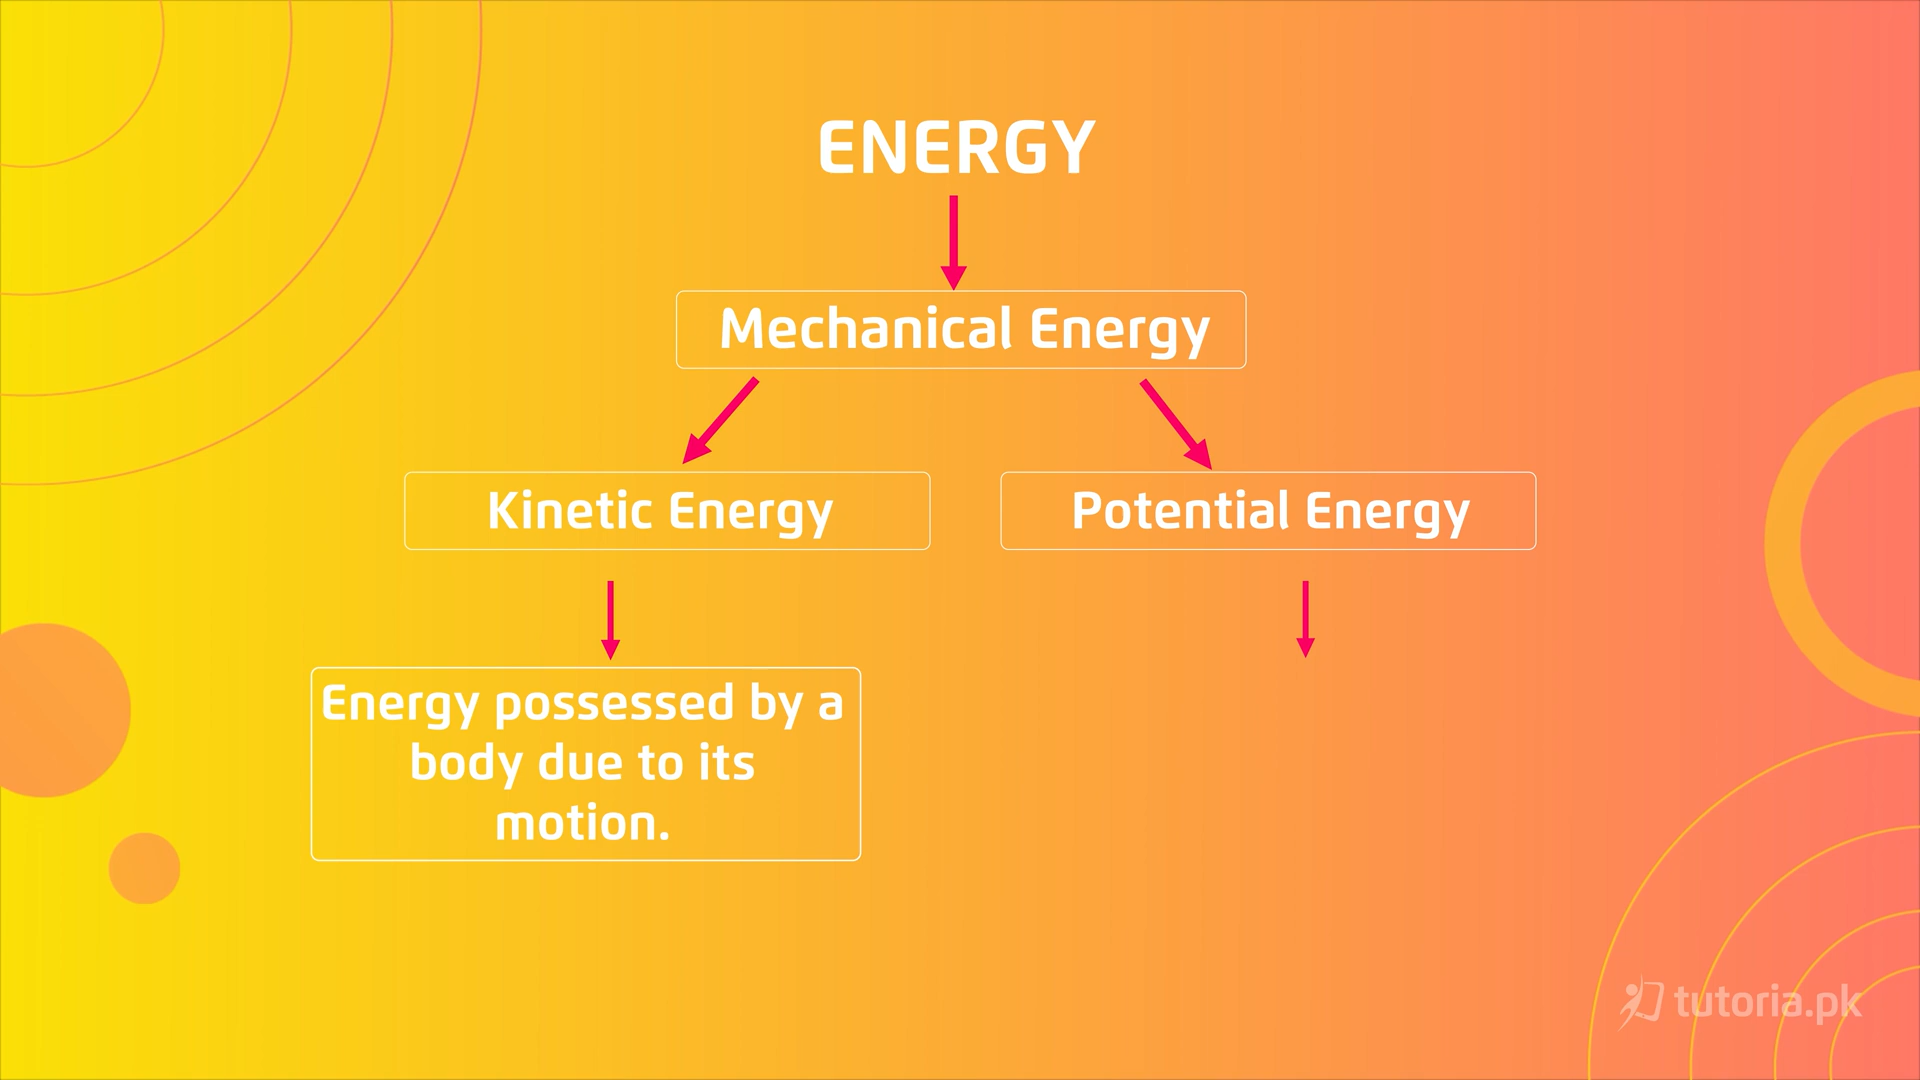 ENERGY
Mechanical Energy
Kinetic Energy
Potential Energy
Energy possessed by a
body due to its
motion.
tutoria.pk